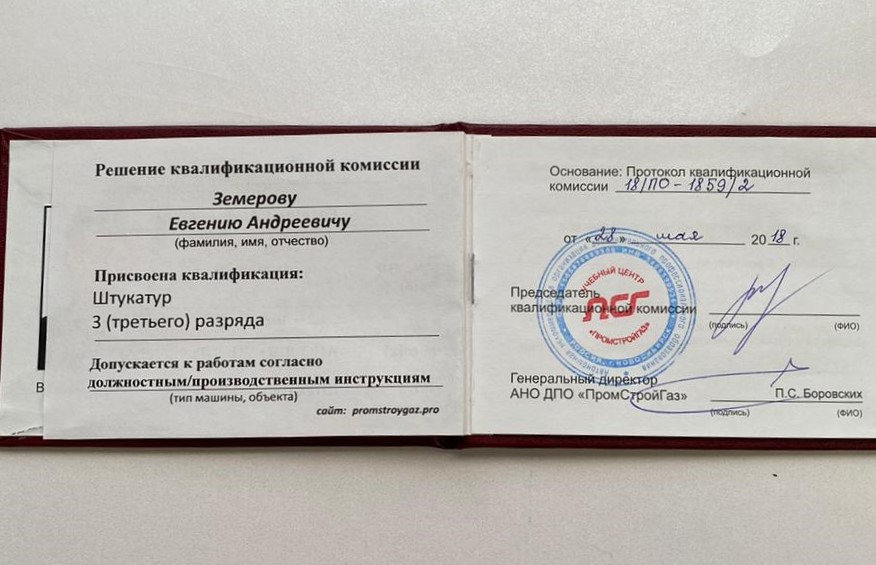 Решение квалификационной комиссии
Земерову
Евгению Андреевичу
(фамилия, имя, отчество)
Присвоена квалификация:
Штукатур
3 (третьего) разряда
Допускается к работам согласно
должностным/производственным инструкциям
(тип машины, объекта)
сайт: promstroygaz.pro
В
Основание: Протокол квалификационной
комиссии 18/ПО - 1859/2
от «28» мая 2018 г.
Председатель
квалификационной комиссии
(подпись) (ФИО)
Генеральный директор
АНО ДПО «ПромСтройГаз» П.С. Боровских
(подпись) (ФИО)
УЧЕБНЫЙ ЦЕНТР
ПСГ
«ПРОМСТРОЙГАЗ»